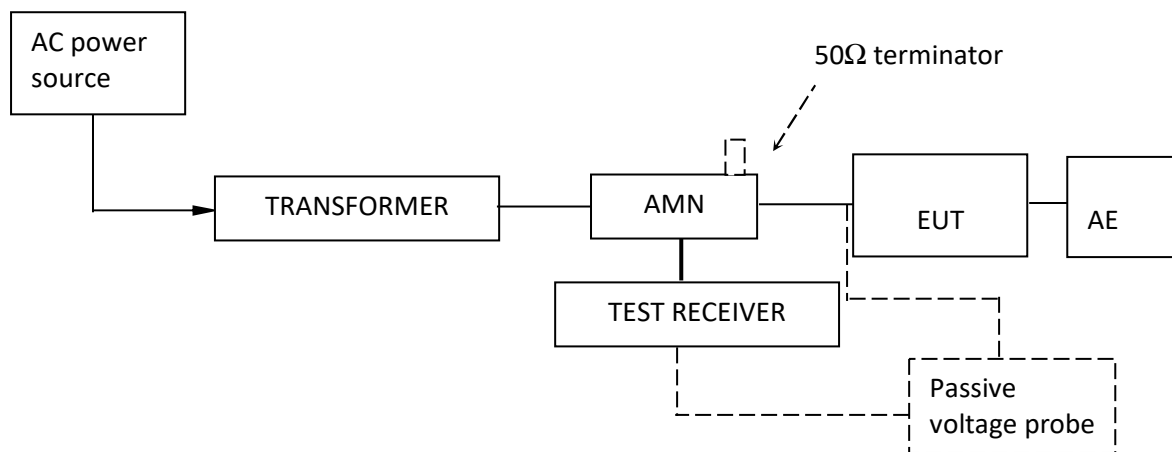 AC power
source
50Ω terminator
TRANSFORMER
AMN
EUT
AE
TEST RECEIVER
Passive
voltage probe